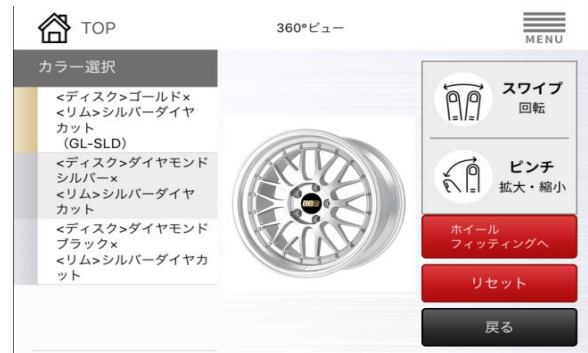 TOP
360°ビュー
MENU
カラー選択
<ディスク>ゴールド×
<リム>シルバーダイヤ
カット
（GL-SLD）
<ディスク>ダイヤモンド
シルバー×
<リム>シルバーダイヤ
カット
<ディスク>ダイヤモンド
ブラック×
<リム>シルバーダイヤカ
ット
BBS
スワイプ
回転
ピンチ
拡大・縮小
ホイール
フィッティングへ
リセット
戻る